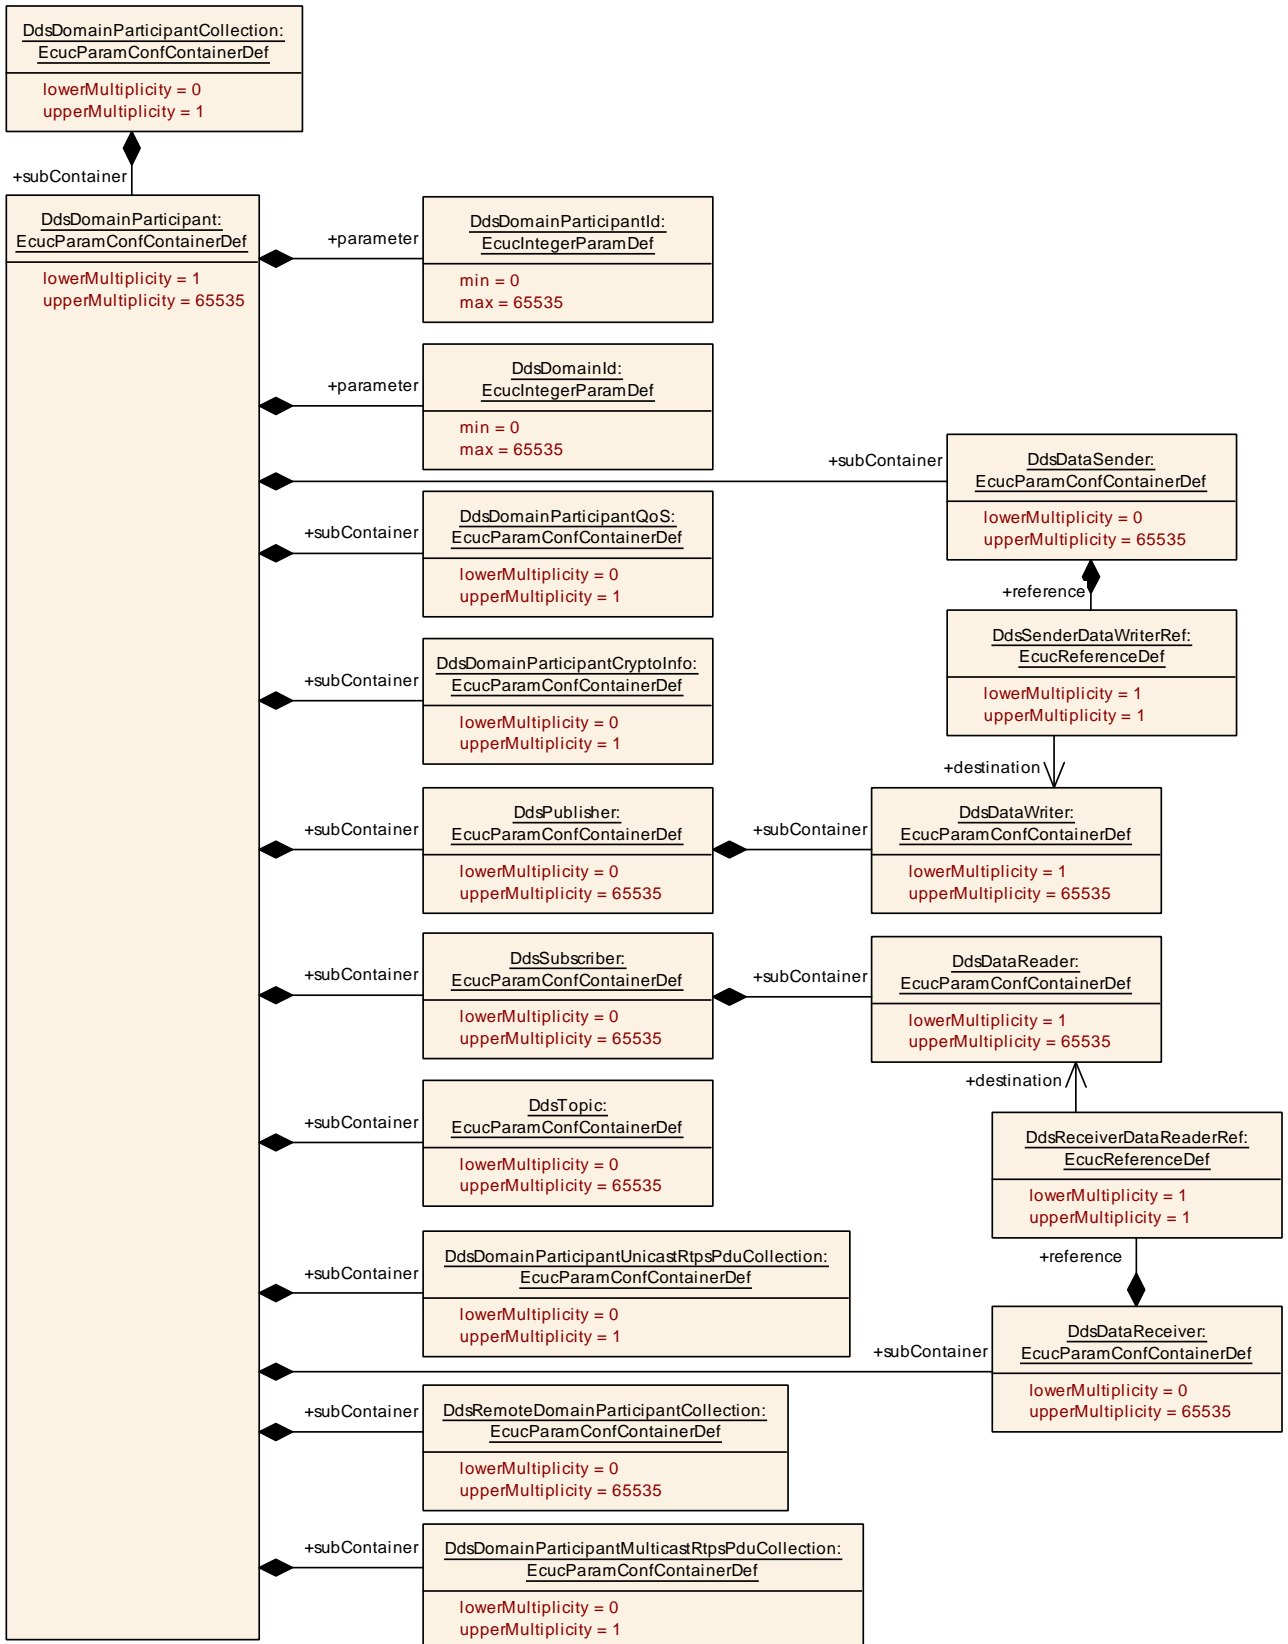 DdsDomainParticipantCollection:
EcucParamConfContainerDef
lowerMultiplicity = 0
upperMultiplicity = 1
+subContainer
DdsDomainParticipant:
EcucParamConfContainerDef
lowerMultiplicity = 1
upperMultiplicity = 65535
+parameter
DdsDomainParticipantId:
EcucIntegerParamDef
min = 0
max = 65535
+parameter
DdsDomainId:
EcucIntegerParamDef
min = 0
max = 65535
+subContainer
DdsDataSender:
EcucParamConfContainerDef
lowerMultiplicity = 0
upperMultiplicity = 65535
+subContainer
DdsDomainParticipantQoS:
EcucParamConfContainerDef
lowerMultiplicity = 0
upperMultiplicity = 1
+reference
DdsSenderDataWriterRef:
EcucReferenceDef
lowerMultiplicity = 1
upperMultiplicity = 1
+subContainer
DdsDomainParticipantCryptoInfo:
EcucParamConfContainerDef
lowerMultiplicity = 0
upperMultiplicity = 1
+destination
+subContainer
DdsPublisher:
EcucParamConfContainerDef
lowerMultiplicity = 0
upperMultiplicity = 65535
+subContainer
DdsDataWriter:
EcucParamConfContainerDef
lowerMultiplicity = 1
upperMultiplicity = 65535
+subContainer
DdsSubscriber:
EcucParamConfContainerDef
lowerMultiplicity = 0
upperMultiplicity = 65535
+subContainer
DdsDataReader:
EcucParamConfContainerDef
lowerMultiplicity = 1
upperMultiplicity = 65535
+destination
+subContainer
DdsTopic:
EcucParamConfContainerDef
lowerMultiplicity = 0
upperMultiplicity = 65535
DdsReceiverDataReaderRef:
EcucReferenceDef
lowerMultiplicity = 1
upperMultiplicity = 1
+reference
+subContainer
DdsDomainParticipantUnicastRtpsPduCollection:
EcucParamConfContainerDef
lowerMultiplicity = 0
upperMultiplicity = 1
+subContainer
DdsDataReceiver:
EcucParamConfContainerDef
lowerMultiplicity = 0
upperMultiplicity = 65535
+subContainer
DdsRemoteDomainParticipantCollection:
EcucParamConfContainerDef
lowerMultiplicity = 0
upperMultiplicity = 65535
+subContainer
DdsDomainParticipantMulticastRtpsPduCollection:
EcucParamConfContainerDef
lowerMultiplicity = 0
upperMultiplicity = 1